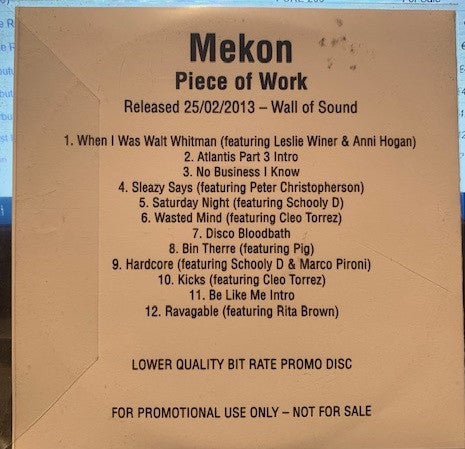 Mekon
Piece of Work
Released 25/02/2013 – Wall of Sound
1. When I Was Walt Whitman (featuring Leslie Winer & Anni Hogan)
2. Atlantis Part 3 Intro
3. No Business I Know
4. Sleazy Says (featuring Peter Christopherson)
5. Saturday Night (featuring Schooly D)
6. Wasted Mind (featuring Cleo Torrez)
7. Disco Bloodbath
8. Bin Therre (featuring Pig)
9. Hardcore (featuring Schooly D & Marco Pironi)
10. Kicks (featuring Cleo Torrez)
11. Be Like Me Intro
12. Ravagable (featuring Rita Brown)
LOWER QUALITY BIT RATE PROMO DISC
FOR PROMOTIONAL USE ONLY – NOT FOR SALE